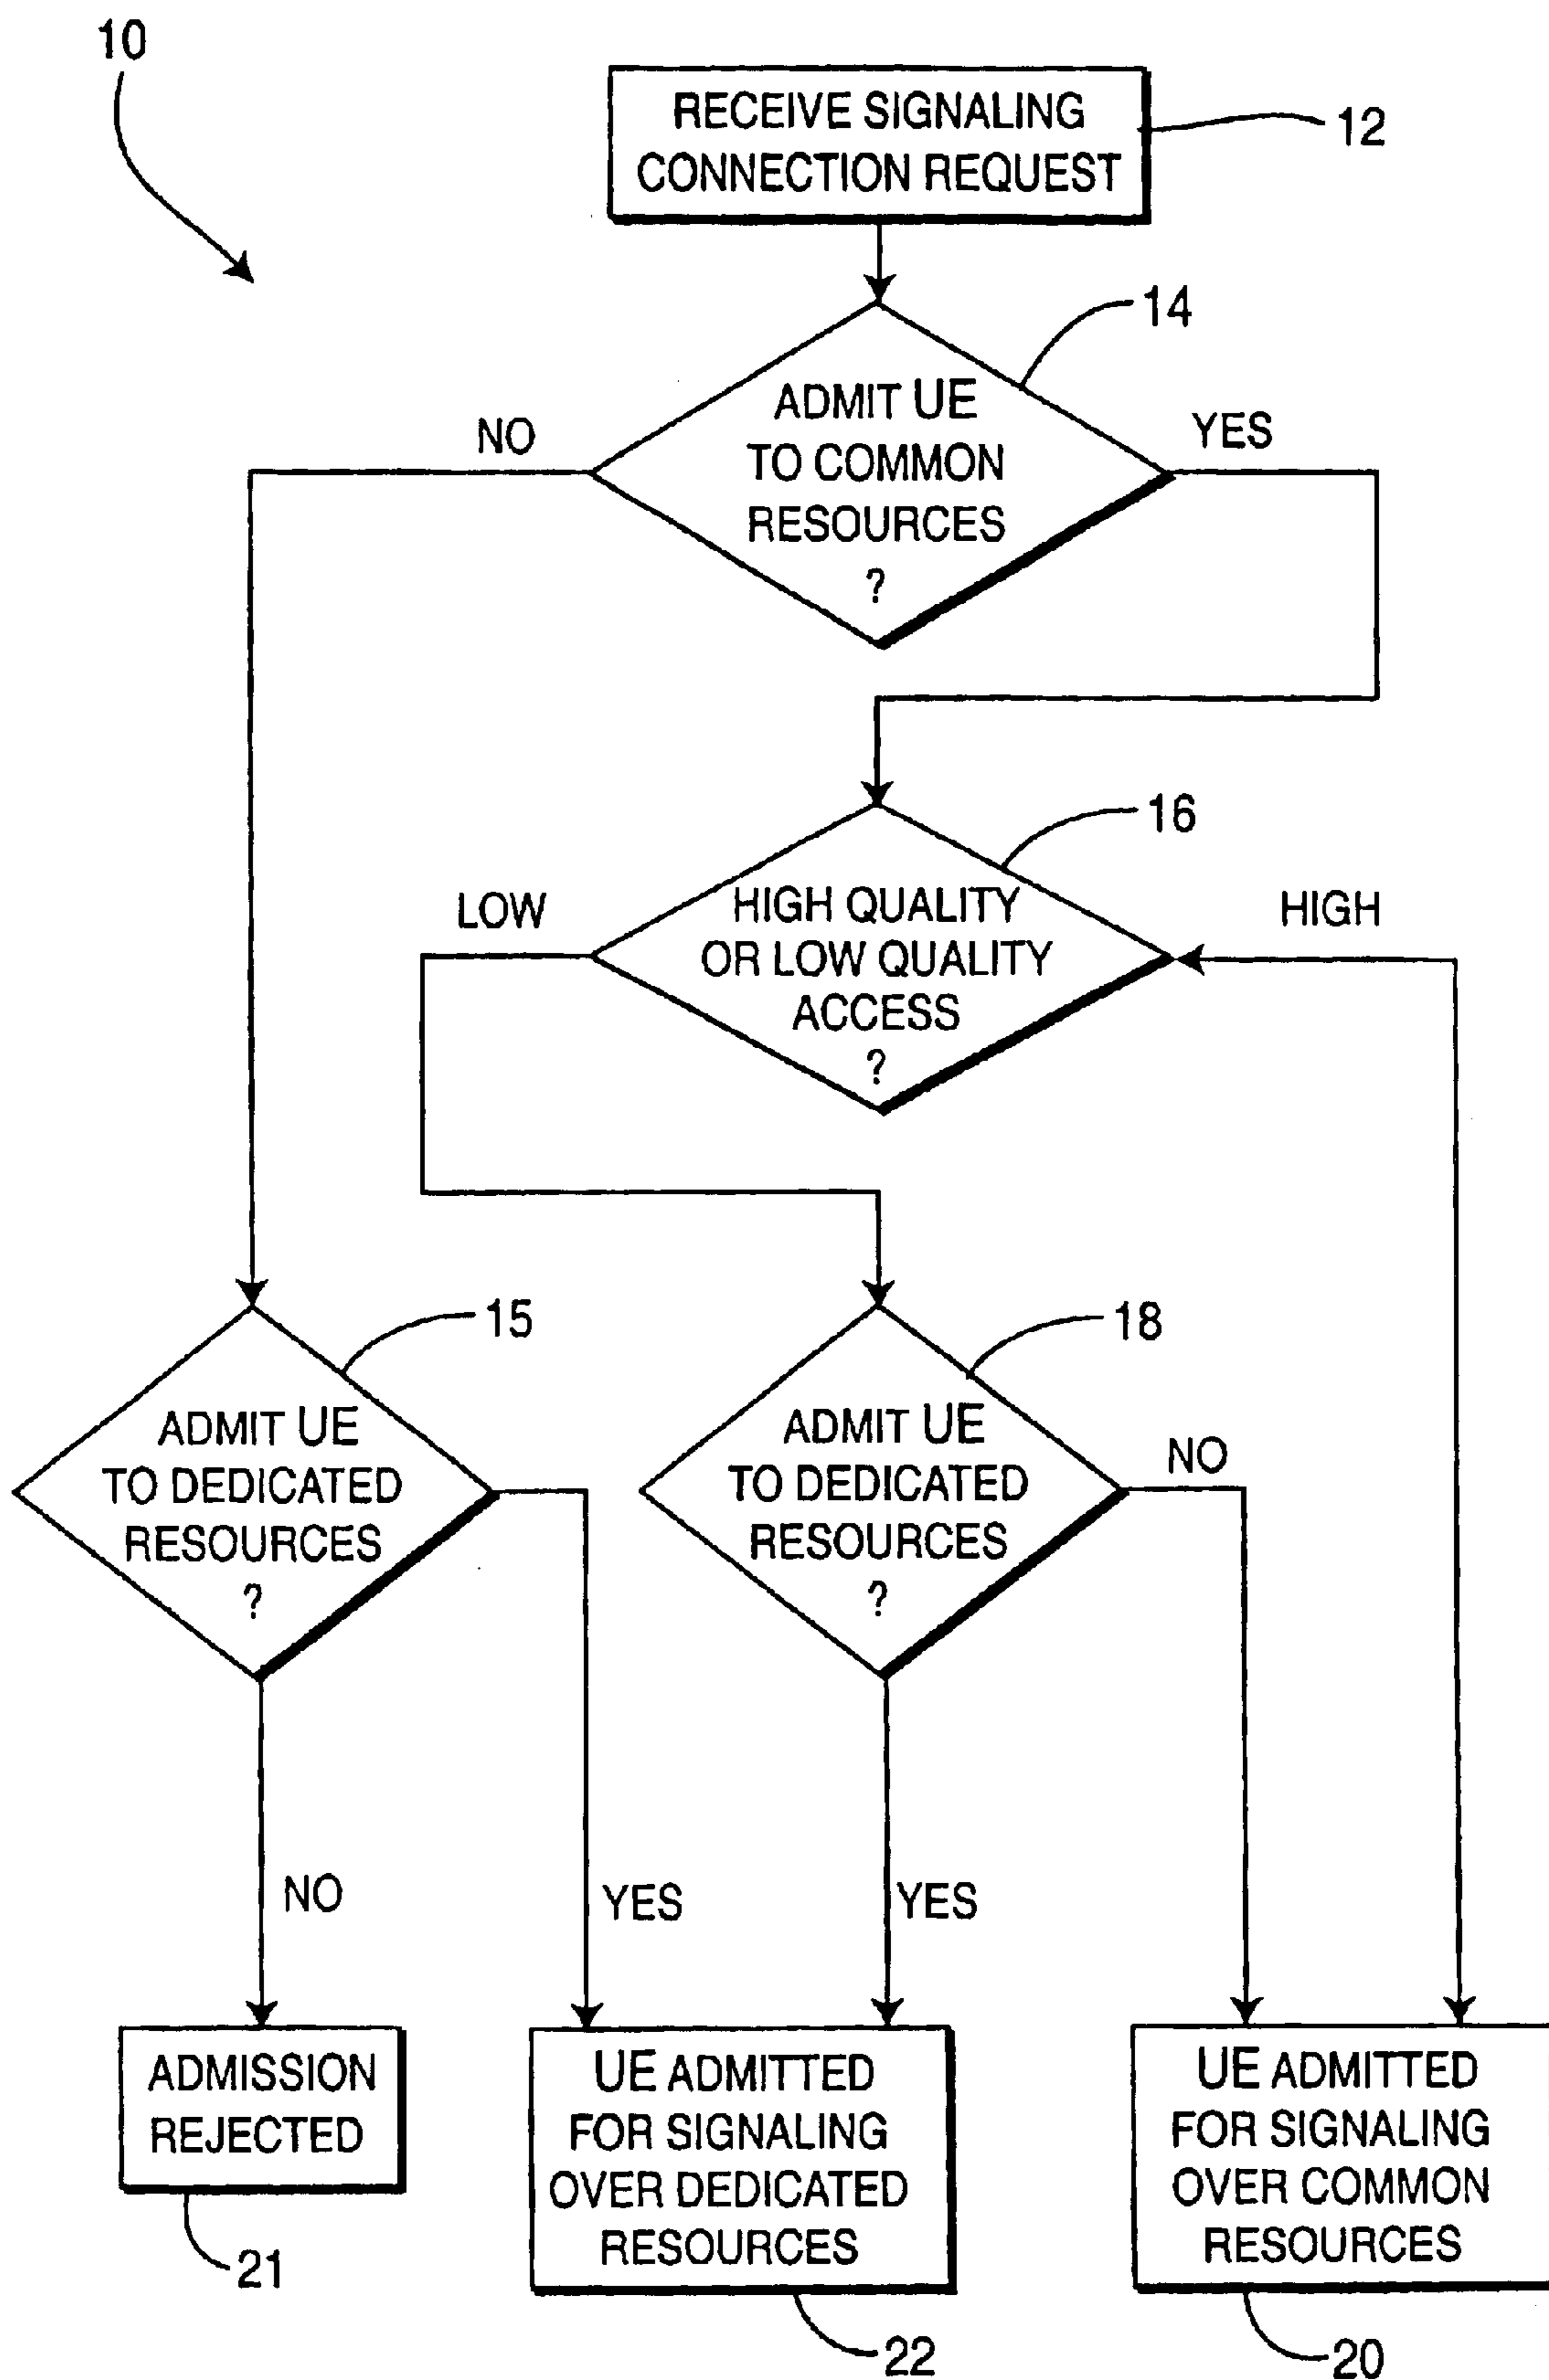 10
RECEIVE SIGNALING
CONNECTION REQUEST
12
14
ADMIT UE
TO COMMON
RESOURCES
?
NO
YES
16
LOW
HIGH QUALITY
OR LOW QUALITY
ACCESS
?
HIGH
15
ADMIT UE
TO DEDICATED
RESOURCES
?
18
ADMIT UE
TO DEDICATED
RESOURCES
?
NO
NO
YES
YES
ADMISSION
REJECTED
21
UE ADMITTED
FOR SIGNALING
OVER DEDICATED
RESOURCES
22
UE ADMITTED
FOR SIGNALING
OVER COMMON
RESOURCES
20